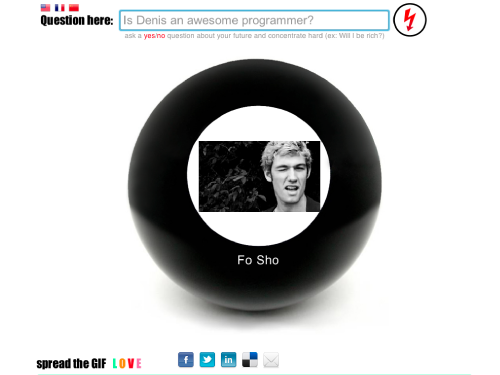 Question here: Is Denis an awesome programmer?
ask a yes/no question about your future and concentrate hard (ex: Will I be rich?)
Fo Sho
spread the GIF LOVE